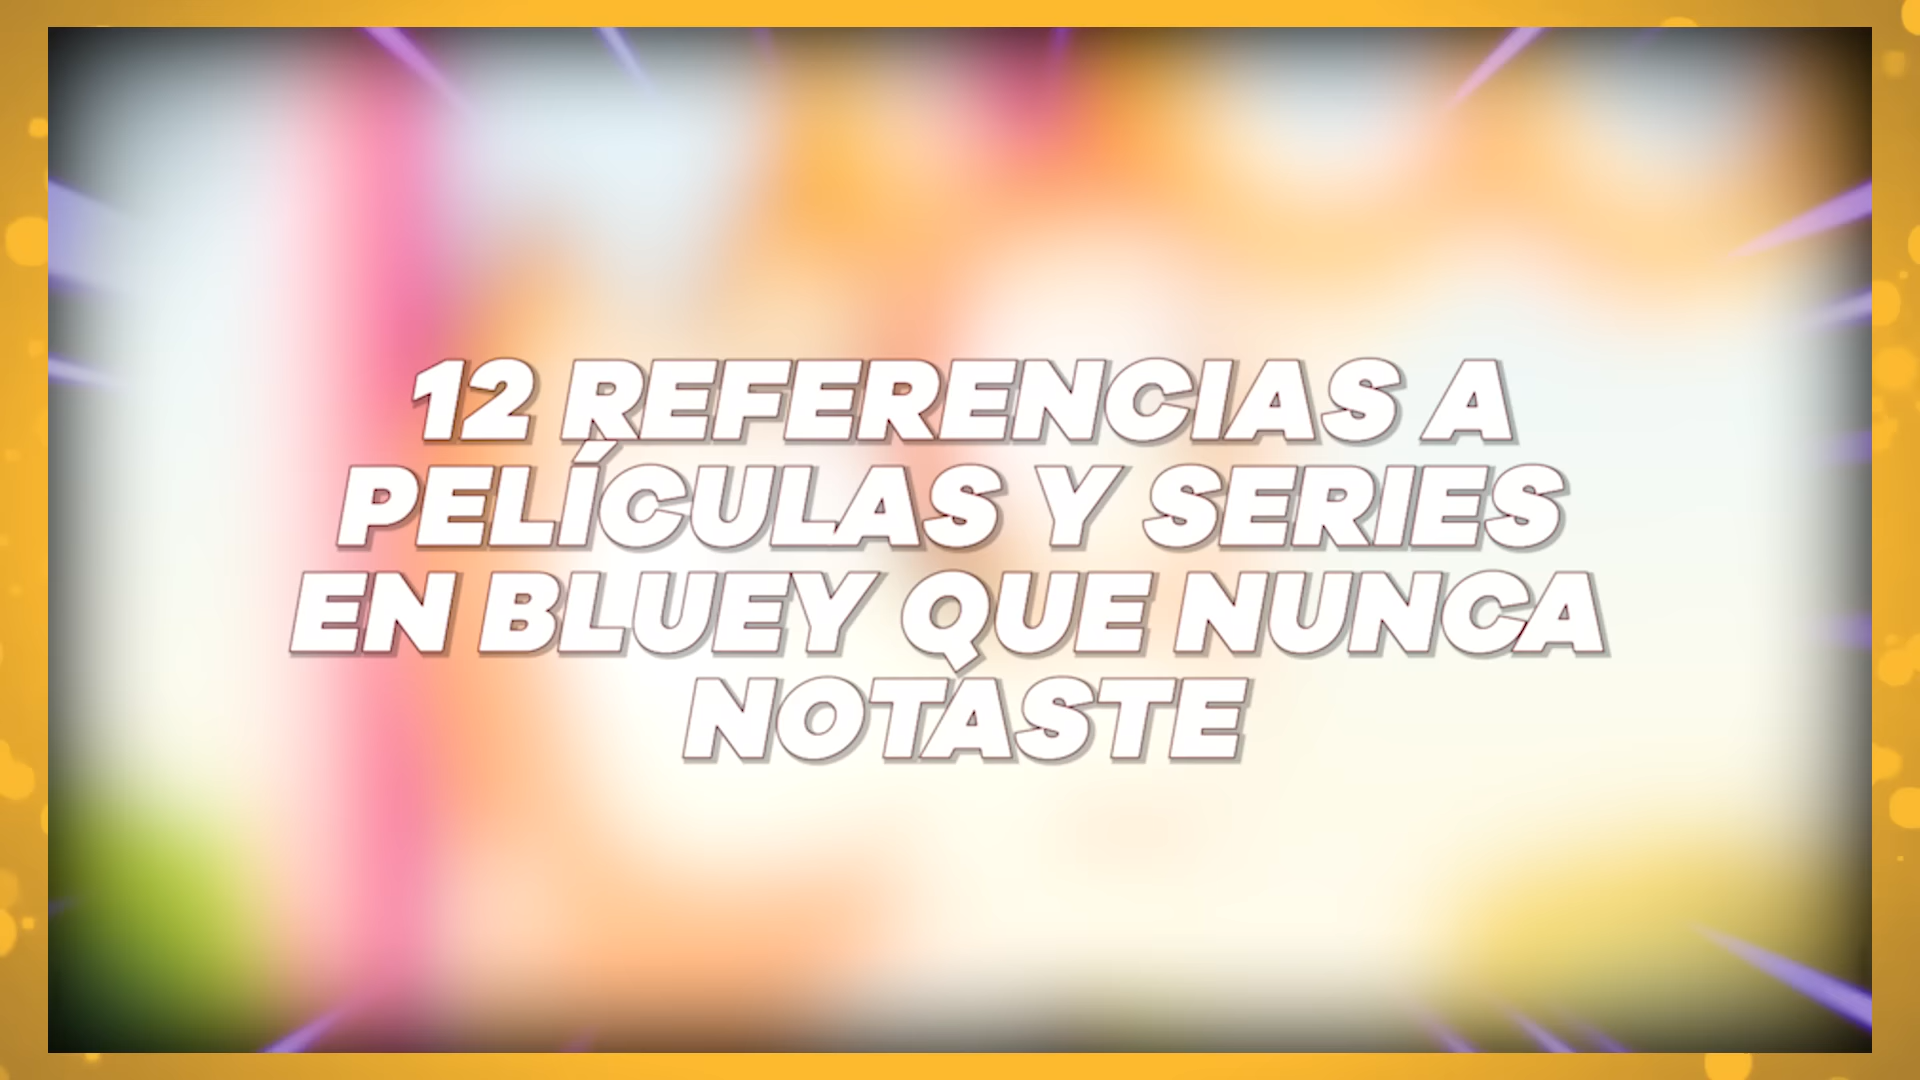 12 REFERENCIAS A
PELÍCULAS Y SERIES
EN BLUEY QUE NUNCA
NOTASTE